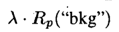 λ · R_p(“bkg”)